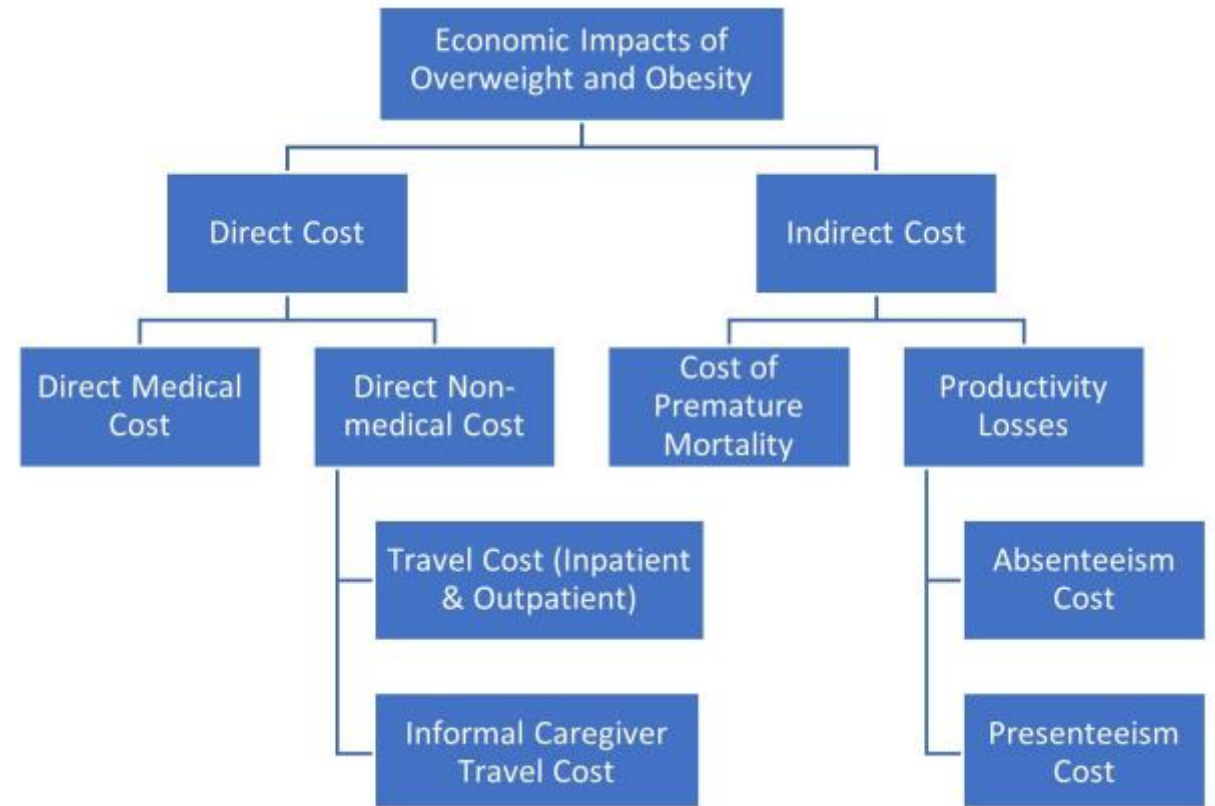 Economic Impacts of
Overweight and Obesity
Direct Cost
Indirect Cost
Direct Medical
Cost
Direct Non-
medical Cost
Cost of
Premature
Mortality
Productivity
Losses
Travel Cost (Inpatient
& Outpatient)
Absenteeism
Cost
Informal Caregiver
Travel Cost
Presenteeism
Cost